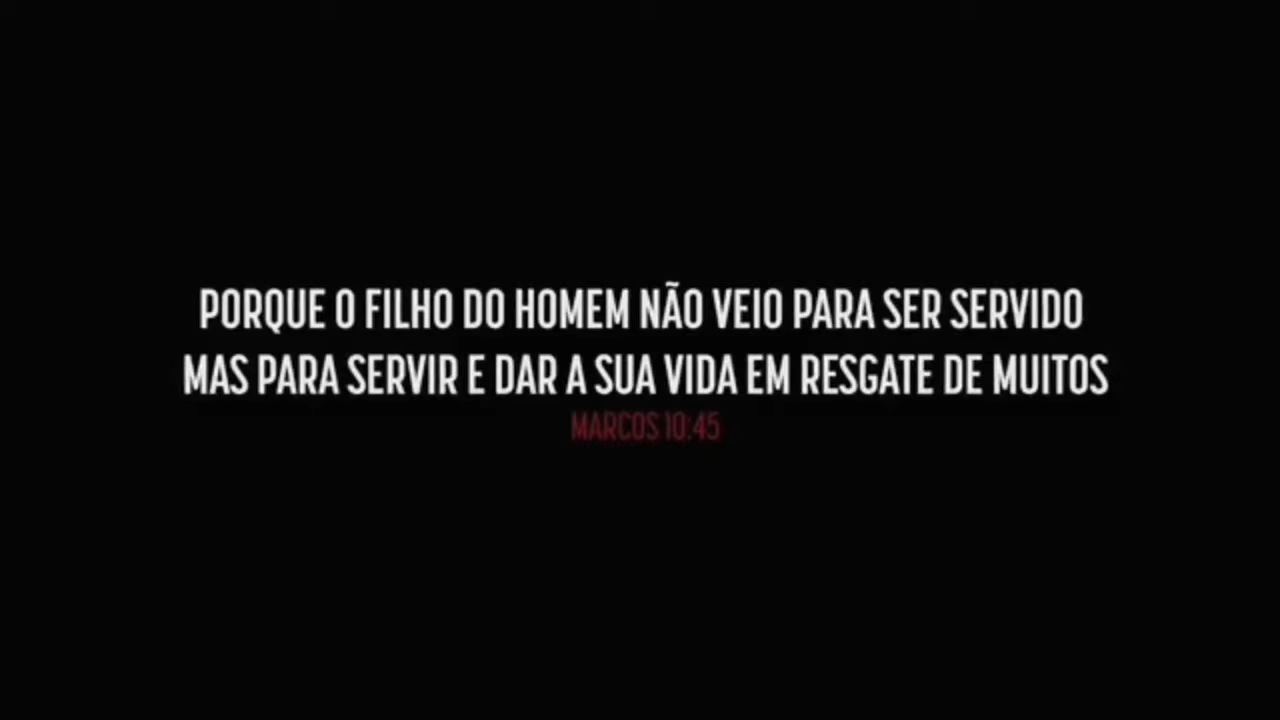 PORQUE O FILHO DO HOMEM NÃO VEIO PARA SER SERVIDO
MAS PARA SERVIR E DAR A SUA VIDA EM RESGATE DE MUITOS
MARCOS 10:45